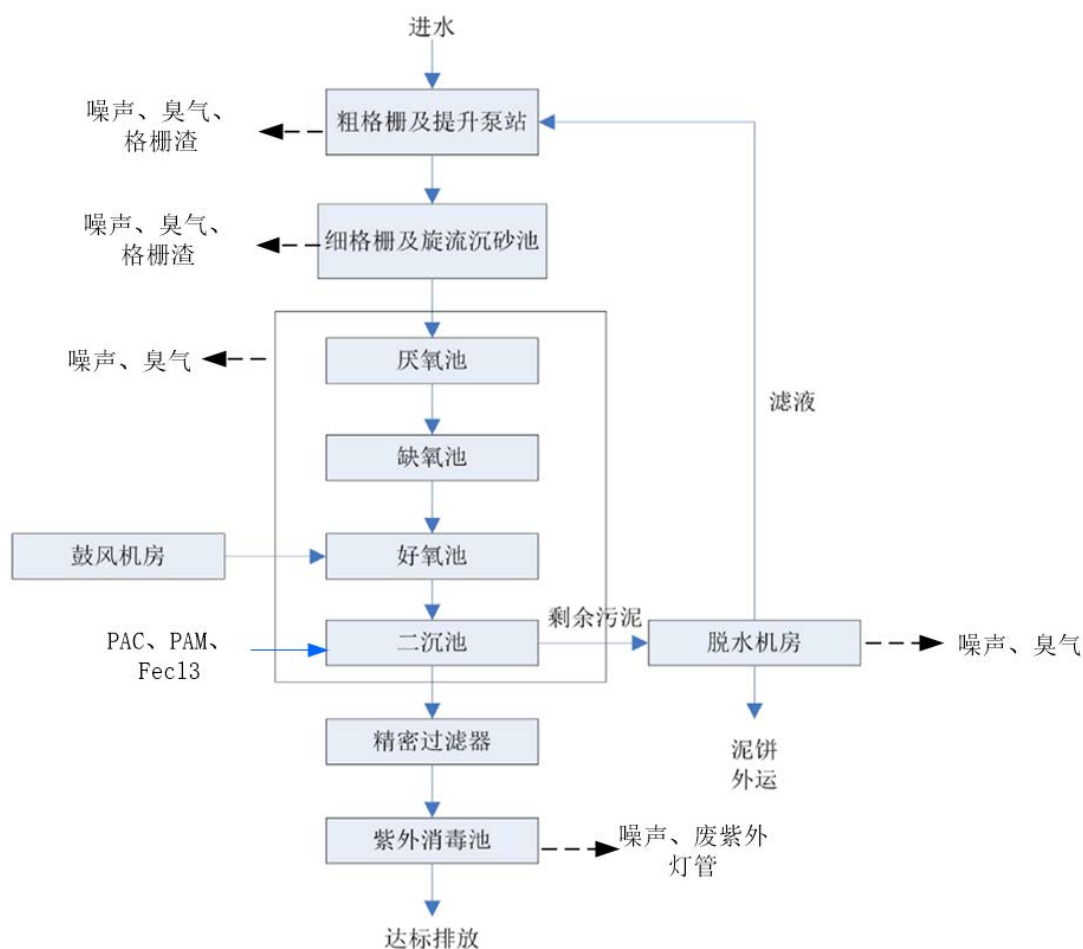 进水
噪声、臭气、
格栅渣
粗格栅及提升泵站
噪声、臭气、
格栅渣
细格栅及旋流沉砂池
噪声、臭气
厌氧池
滤液
缺氧池
鼓风机房
好氧池
剩余污泥
PAC、PAM、
Fecl3
二沉池
脱水机房
噪声、臭气
精密过滤器
泥饼
外运
紫外消毒池
噪声、废紫外
灯管
达标排放